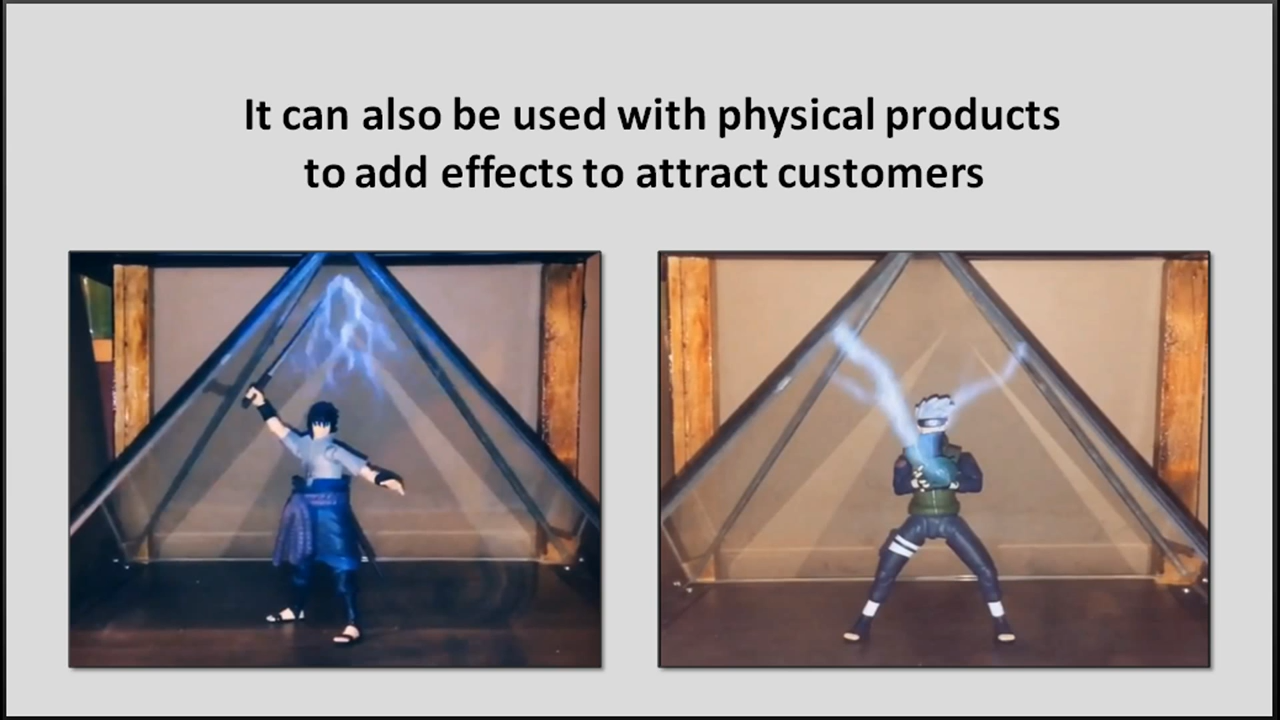 It can also be used with physical products
to add effects to attract customers